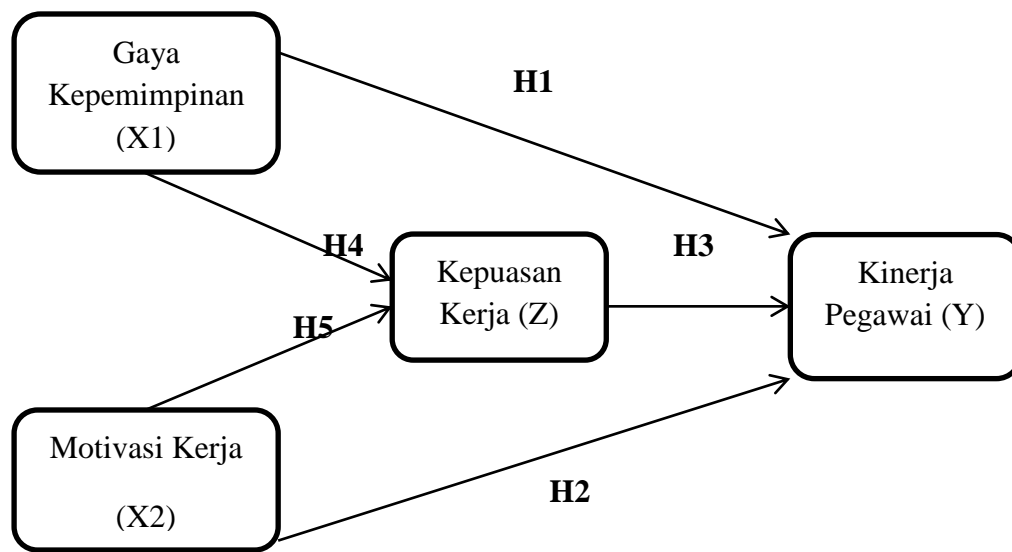 Gaya
Kepemimpinan
(X1)
H1
H4
Kepuasan
Kerja (Z)
H3
Kinerja
Pegawai (Y)
H5
Motivasi Kerja
(X2)
H2